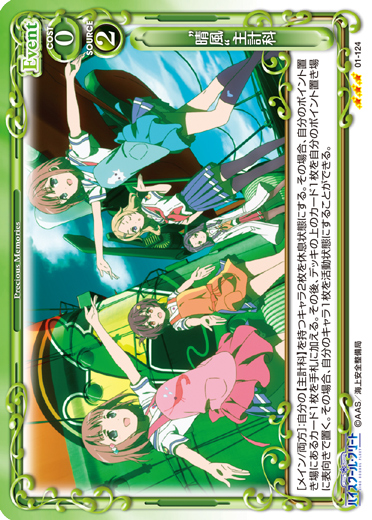 Event
COST
0
SOURCE
2
"晴風"主計科
Precious Memories
[メイン/両方]:自分の【主計科】を持つキャラ2枚を休息状態にする。その場合、自分のポイント置
き場にあるカード1枚を手札に加える。その後、デッキの上のカード1枚を自分のポイント置き場
に表向きで置く。その場合、自分のキャラ1枚を活動状態にすることができる。
ハイスクール・フリート
©AAS. 海上安全整備局
01-124